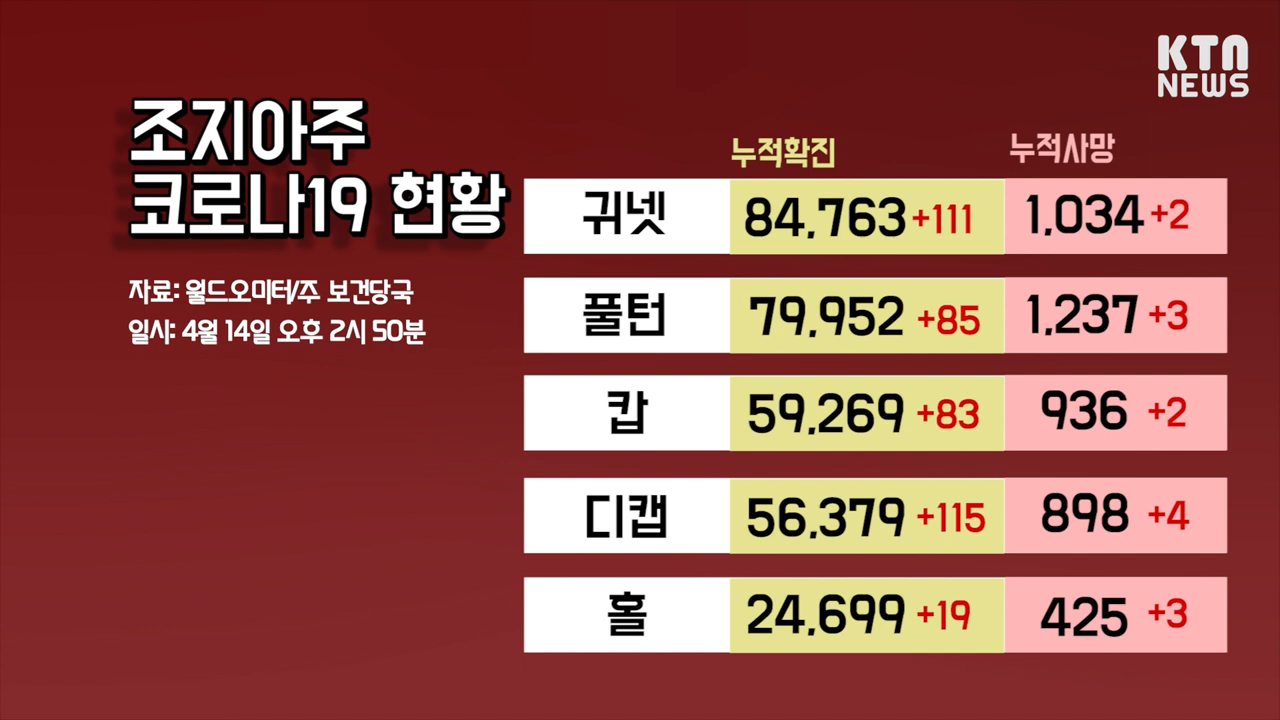 KTN
NEWS
조지아주
코로나19 현황
자료: 월드오미터/주 보건당국
일시: 4월 14일 오후 2시 50분
누적확진 누적사망
귀넷 84,763 +111 1,034 +2
풀턴 79,952 +85 1,237 +3
캅 59,269 +83 936 +2
디캡 56,379 +115 898 +4
홀 24,699 +19 425 +3